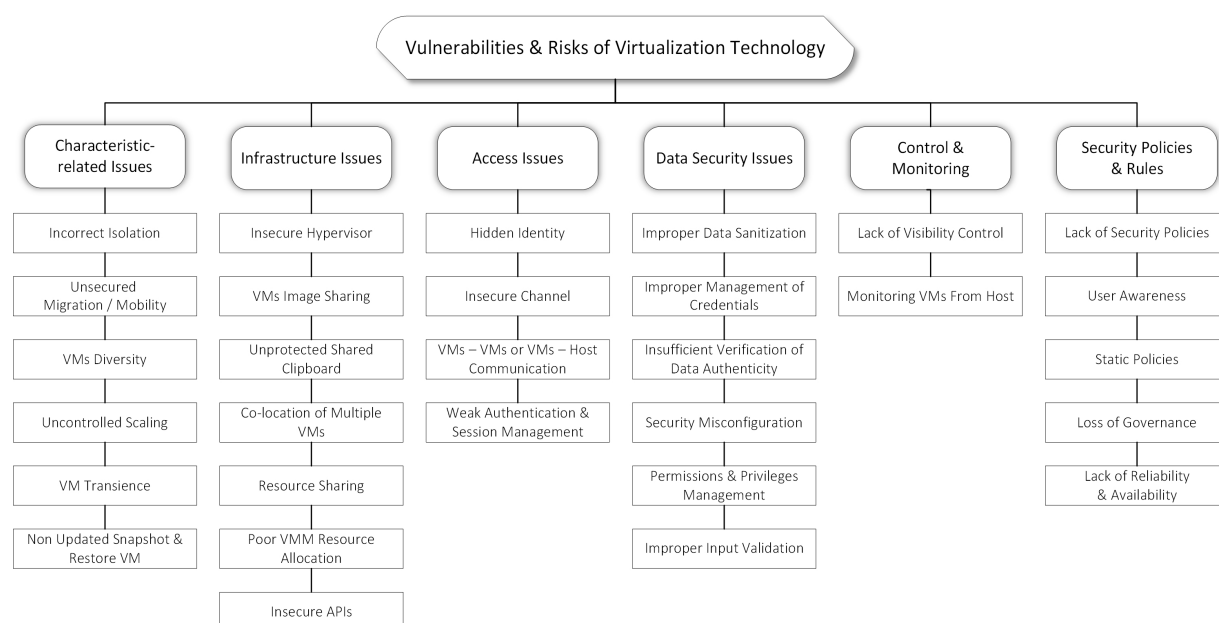 Vulnerabilities & Risks of Virtualization Technology
Characteristic-
related Issues
Incorrect Isolation
Unsecured
Migration / Mobility
VMs Diversity
Uncontrolled Scaling
VM Transience
Non Updated Snapshot &
Restore VM
Infrastructure Issues
Insecure Hypervisor
VMs Image Sharing
Unprotected Shared
Clipboard
Co-location of Multiple
VMs
Resource Sharing
Poor VMM Resource
Allocation
Insecure APIs
Access Issues
Hidden Identity
Insecure Channel
VMs – VMs or VMs – Host
Communication
Weak Authentication &
Session Management
Data Security Issues
Improper Data Sanitization
Improper Management of
Credentials
Insufficient Verification of
Data Authenticity
Security Misconfiguration
Permissions & Privileges
Management
Improper Input Validation
Control &
Monitoring
Lack of Visibility Control
Monitoring VMs From Host
Security Policies
& Rules
Lack of Security Policies
User Awareness
Static Policies
Loss of Governance
Lack of Reliability
& Availability